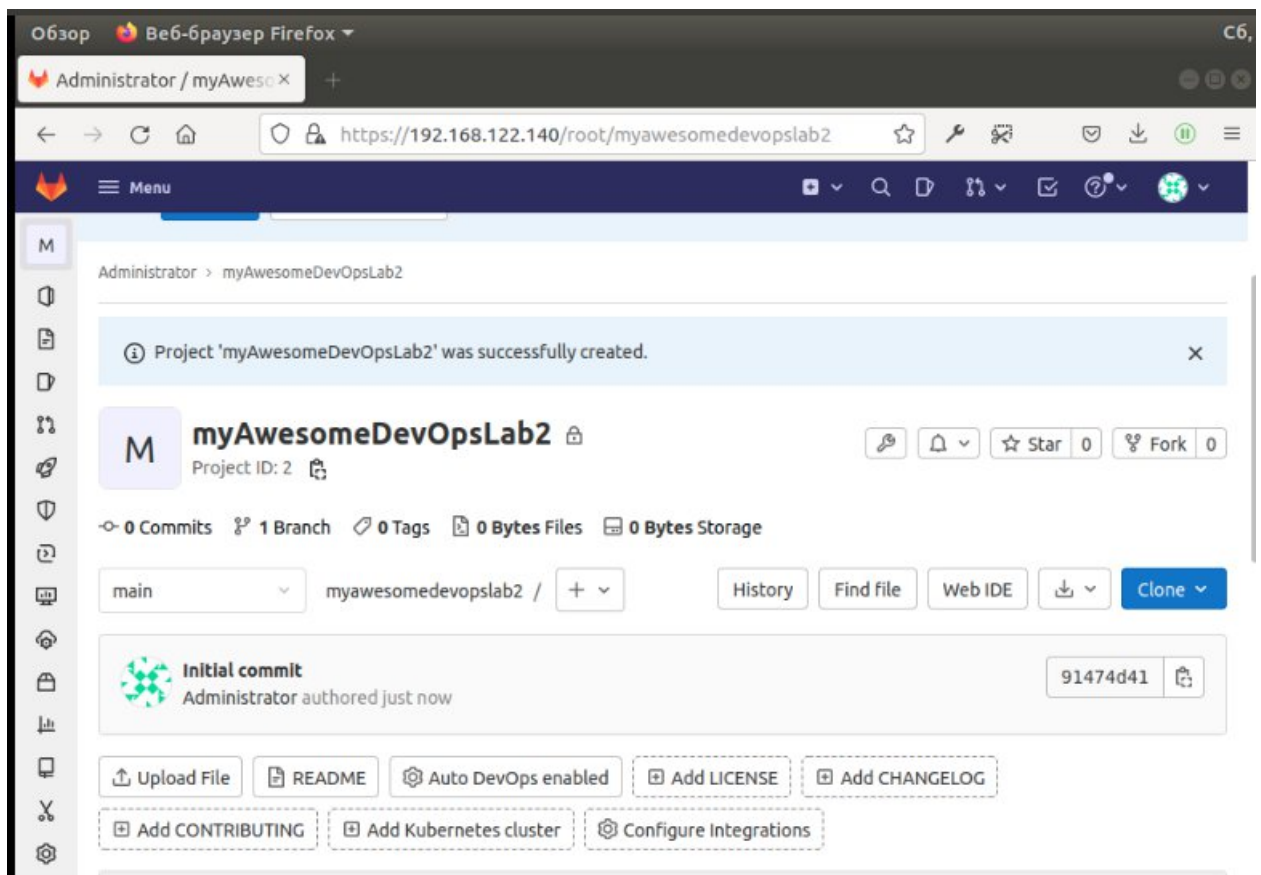 Обзор Веб-браузер Firefox Сб,
Administrator / myAweso
https://192.168.122.140/root/myawesomedevopslab2
Menu
M
Administrator > myAwesomeDevOpsLab2
Project 'myAwesomeDevOpsLab2' was successfully created.
M myAwesomeDevOpsLab2 Star 0 Fork 0
Project ID: 2
0 Commits 1 Branch 0 Tags 0 Bytes Files 0 Bytes Storage
main myawesomedevopslab2 / + History Find file Web IDE Clone
Initial commit 91474d41
Administrator authored just now
Upload File README Auto DevOps enabled Add LICENSE Add CHANGELOG
Add CONTRIBUTING Add Kubernetes cluster Configure Integrations